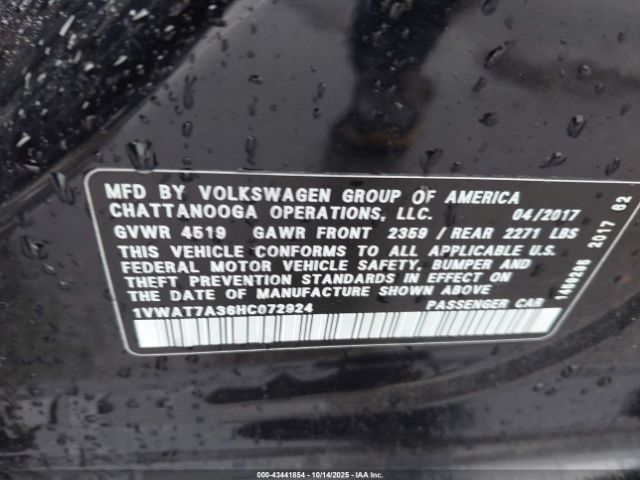 MFD BY VOLKSWAGEN GROUP OF AMERICA
CHATTANOOGA OPERATIONS, LLC. 04/2017
GVWR 4519 GAWR FRONT 2359 / REAR 2271 LBS
THIS VEHICLE CONFORMS TO ALL APPLICABLE U.S.
FEDERAL MOTOR VEHICLE SAFETY, BUMPER AND
THEFT PREVENTION STANDARDS IN EFFECT ON
THE DATE OF MANUFACTURE SHOWN ABOVE
1VWAT7A36HC072924 PASSENGER CAR
2017 62
000-43441854 | 10/14/2025 | IAA Inc.